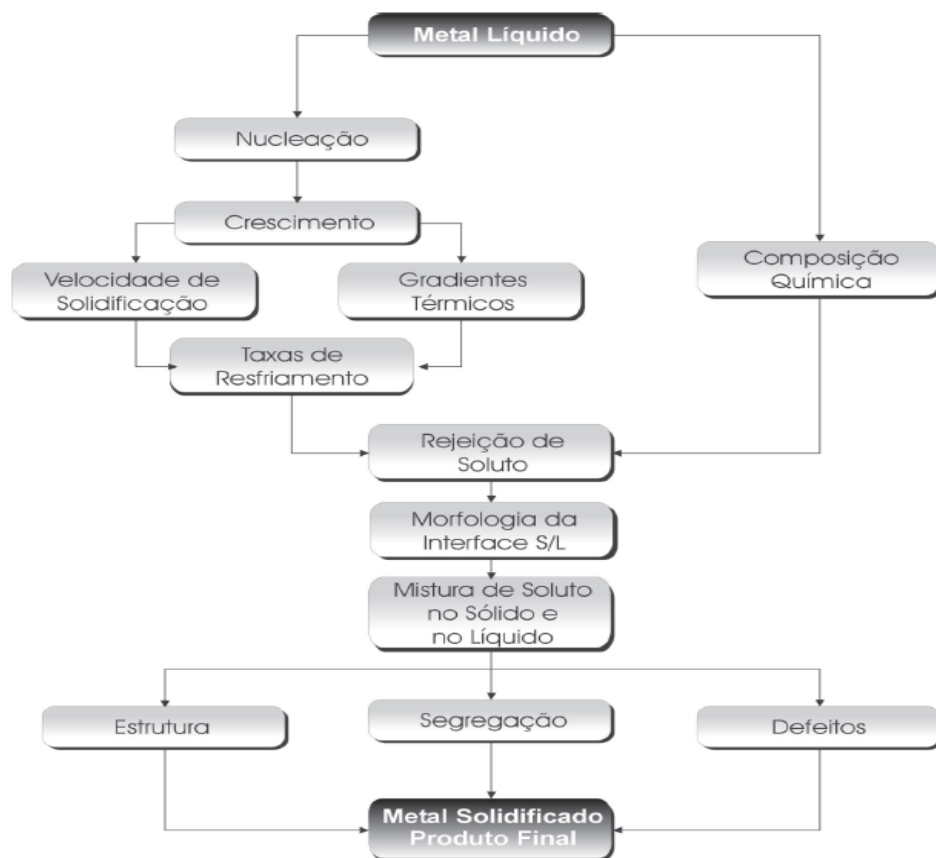 Metal Líquido
Nucleação
Crescimento
Velocidade de
Solidificação
Gradientes
Térmicos
Composição
Química
Taxas de
Resfriamento
Rejeição de
Soluto
Morfologia da
Interface S/L
Mistura de Soluto
no Sólido e
no Líquido
Estrutura
Segregação
Defeitos
Metal Solidificado
Produto Final